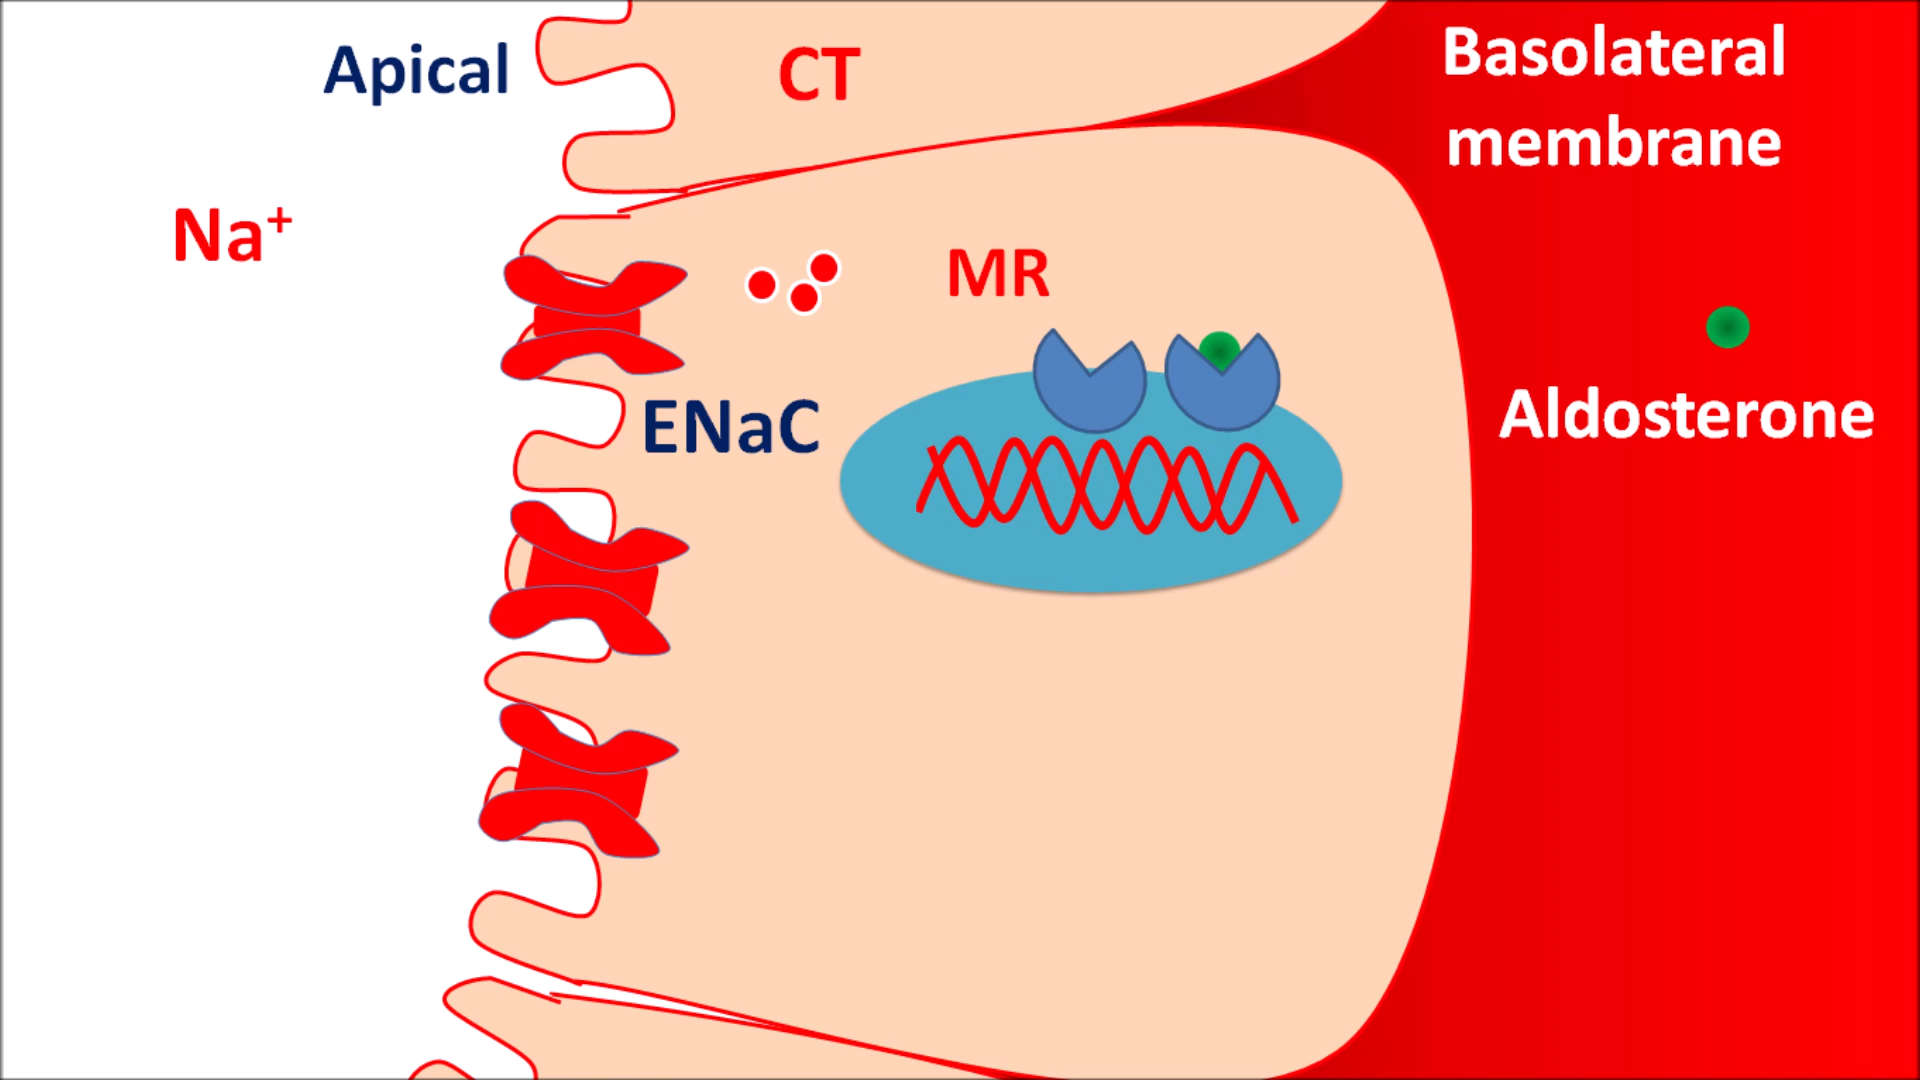 Apical
CT
Basolateral
membrane
Na⁺
MR
ENaC
Aldosterone